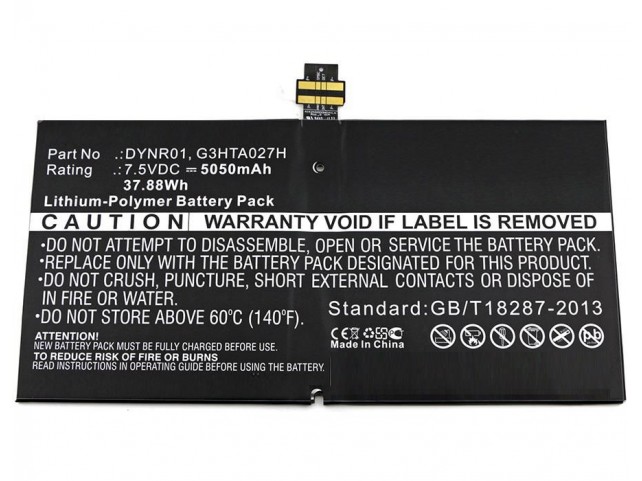 Part No .:DYNR01, G3HTA027H
Rating .:7.5VDC ⎓ 5050mAh
37.88Wh
Lithium-Polymer Battery Pack
CAUTION WARRANTY VOID IF LABEL IS REMOVED
•DO NOT ATTEMPT TO DISASSEMBLE, OPEN OR SERVICE THE BATTERY PACK.
•REPLACE ONLY WITH THE BATTERY DESIGNATED FOR THIS PRODUCT.
•DO NOT CRUSH, PUNCTURE, SHORT EXTERNAL CONTACTS OR DISPOSE OF
IN FIRE OR WATER.
•DO NOT STORE ABOVE 60°C (140°F).
Standard:GB/T18287-2013
ATTENTION!
NEW BATTERY PACK MUST BE FULLY CHARGED BEFORE USE.
TO REDUCE RISK OF FIRE OR BURNS
READ INSTRUCTIONS IN OPERATING GUIDE BEFORE USING THE BATTERY PACK.
CE
Made In China
Pb